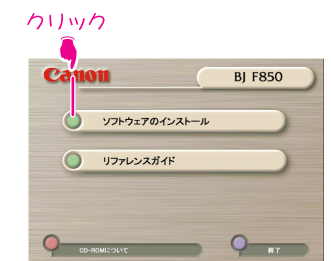 クリック
Canon
BJ F850
ソフトウェアのインストール
リファレンスガイド
CD-ROMについて
終了